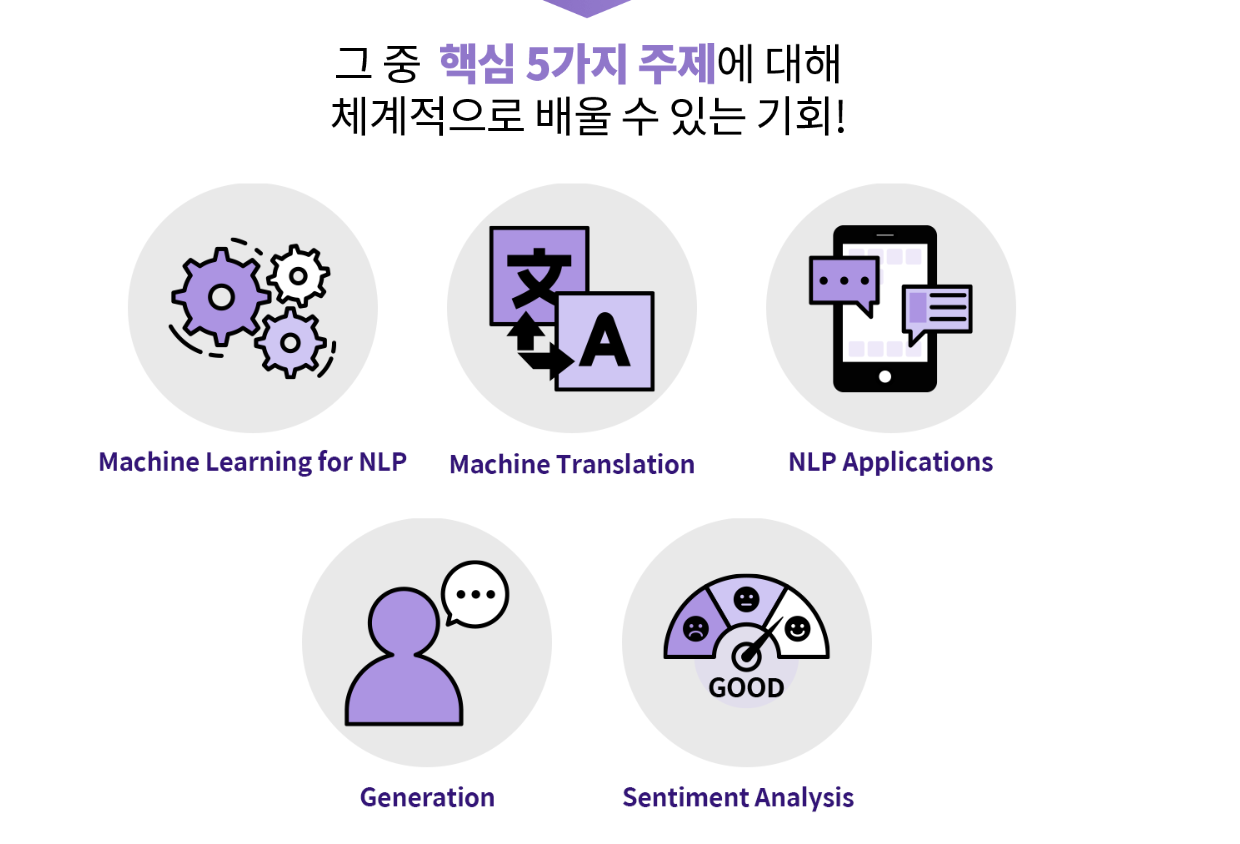 그 중 핵심 5가지 주제에 대해
체계적으로 배울 수 있는 기회!
文
A
Machine Learning for NLP
Machine Translation
NLP Applications
GOOD
Generation
Sentiment Analysis